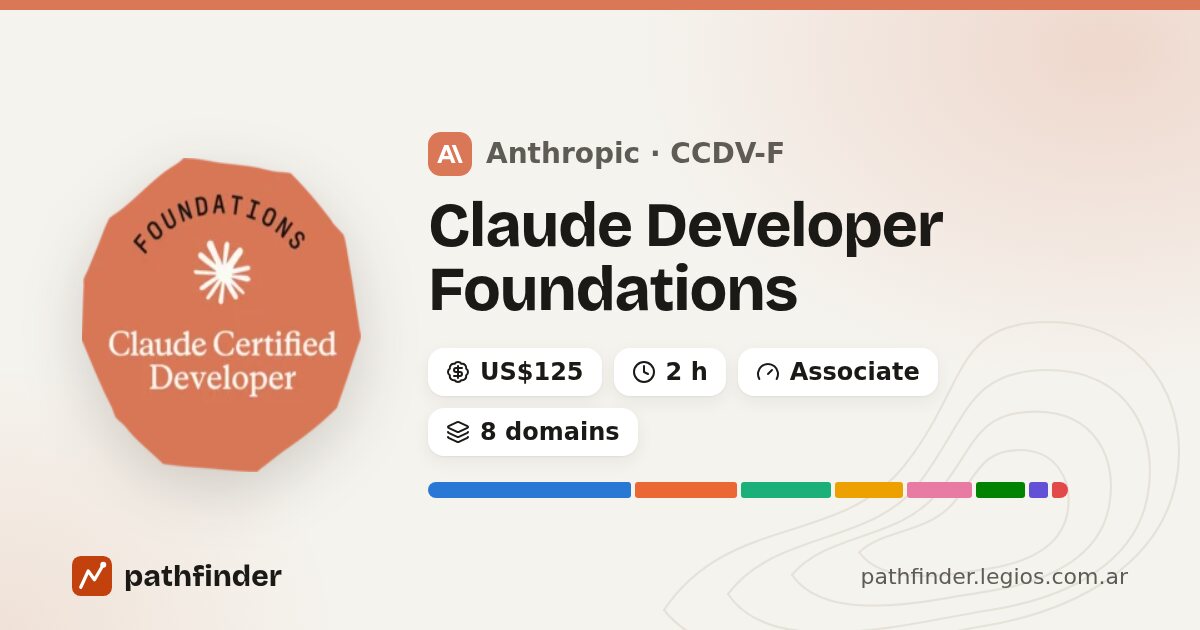 FOUNDATIONS
Claude Certified
Developer
Anthropic · CCDV-F
Claude Developer
Foundations
US$125
2 h
Associate
8 domains
pathfinder
pathfinder.legios.com.ar